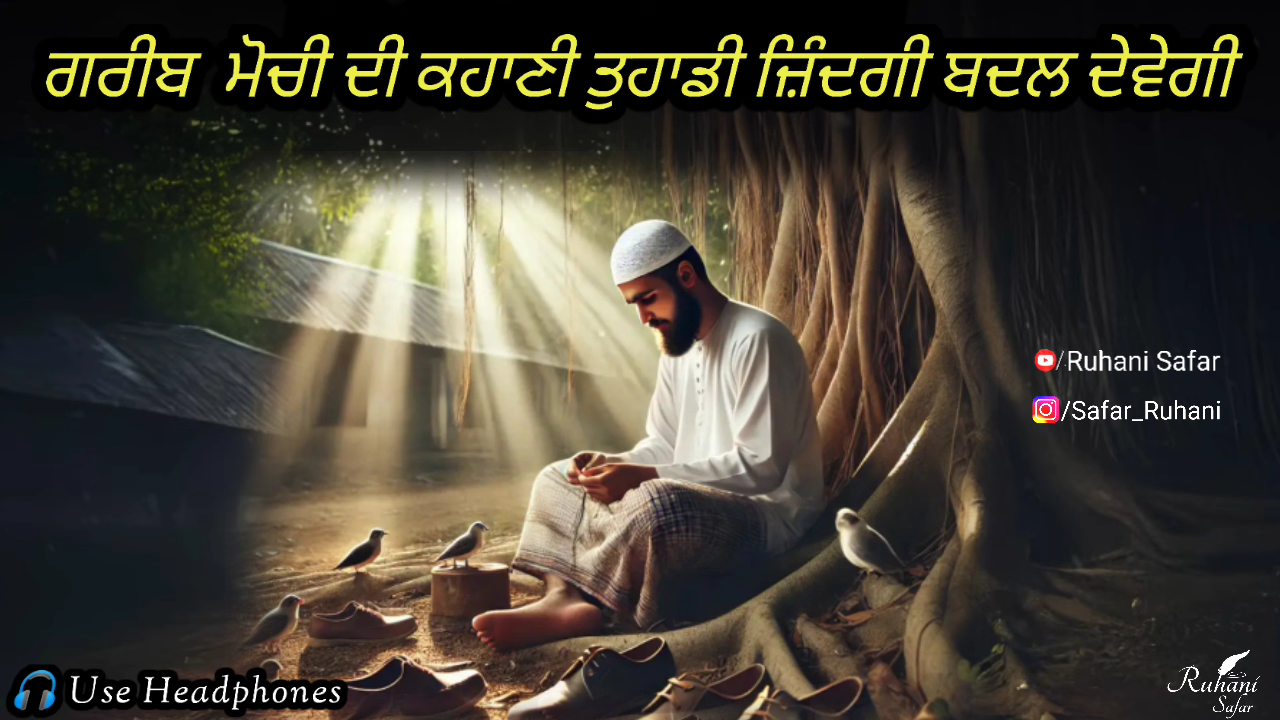 ਗਰੀਬ ਮੋਚੀ ਦੀ ਕਹਾਣੀ ਤੁਹਾਡੀ ਜ਼ਿੰਦਗੀ ਬਦਲ ਦੇਵੇਗੀ
/Ruhani Safar
/Safar_Ruhani
Use Headphones
Ruhani
Safar